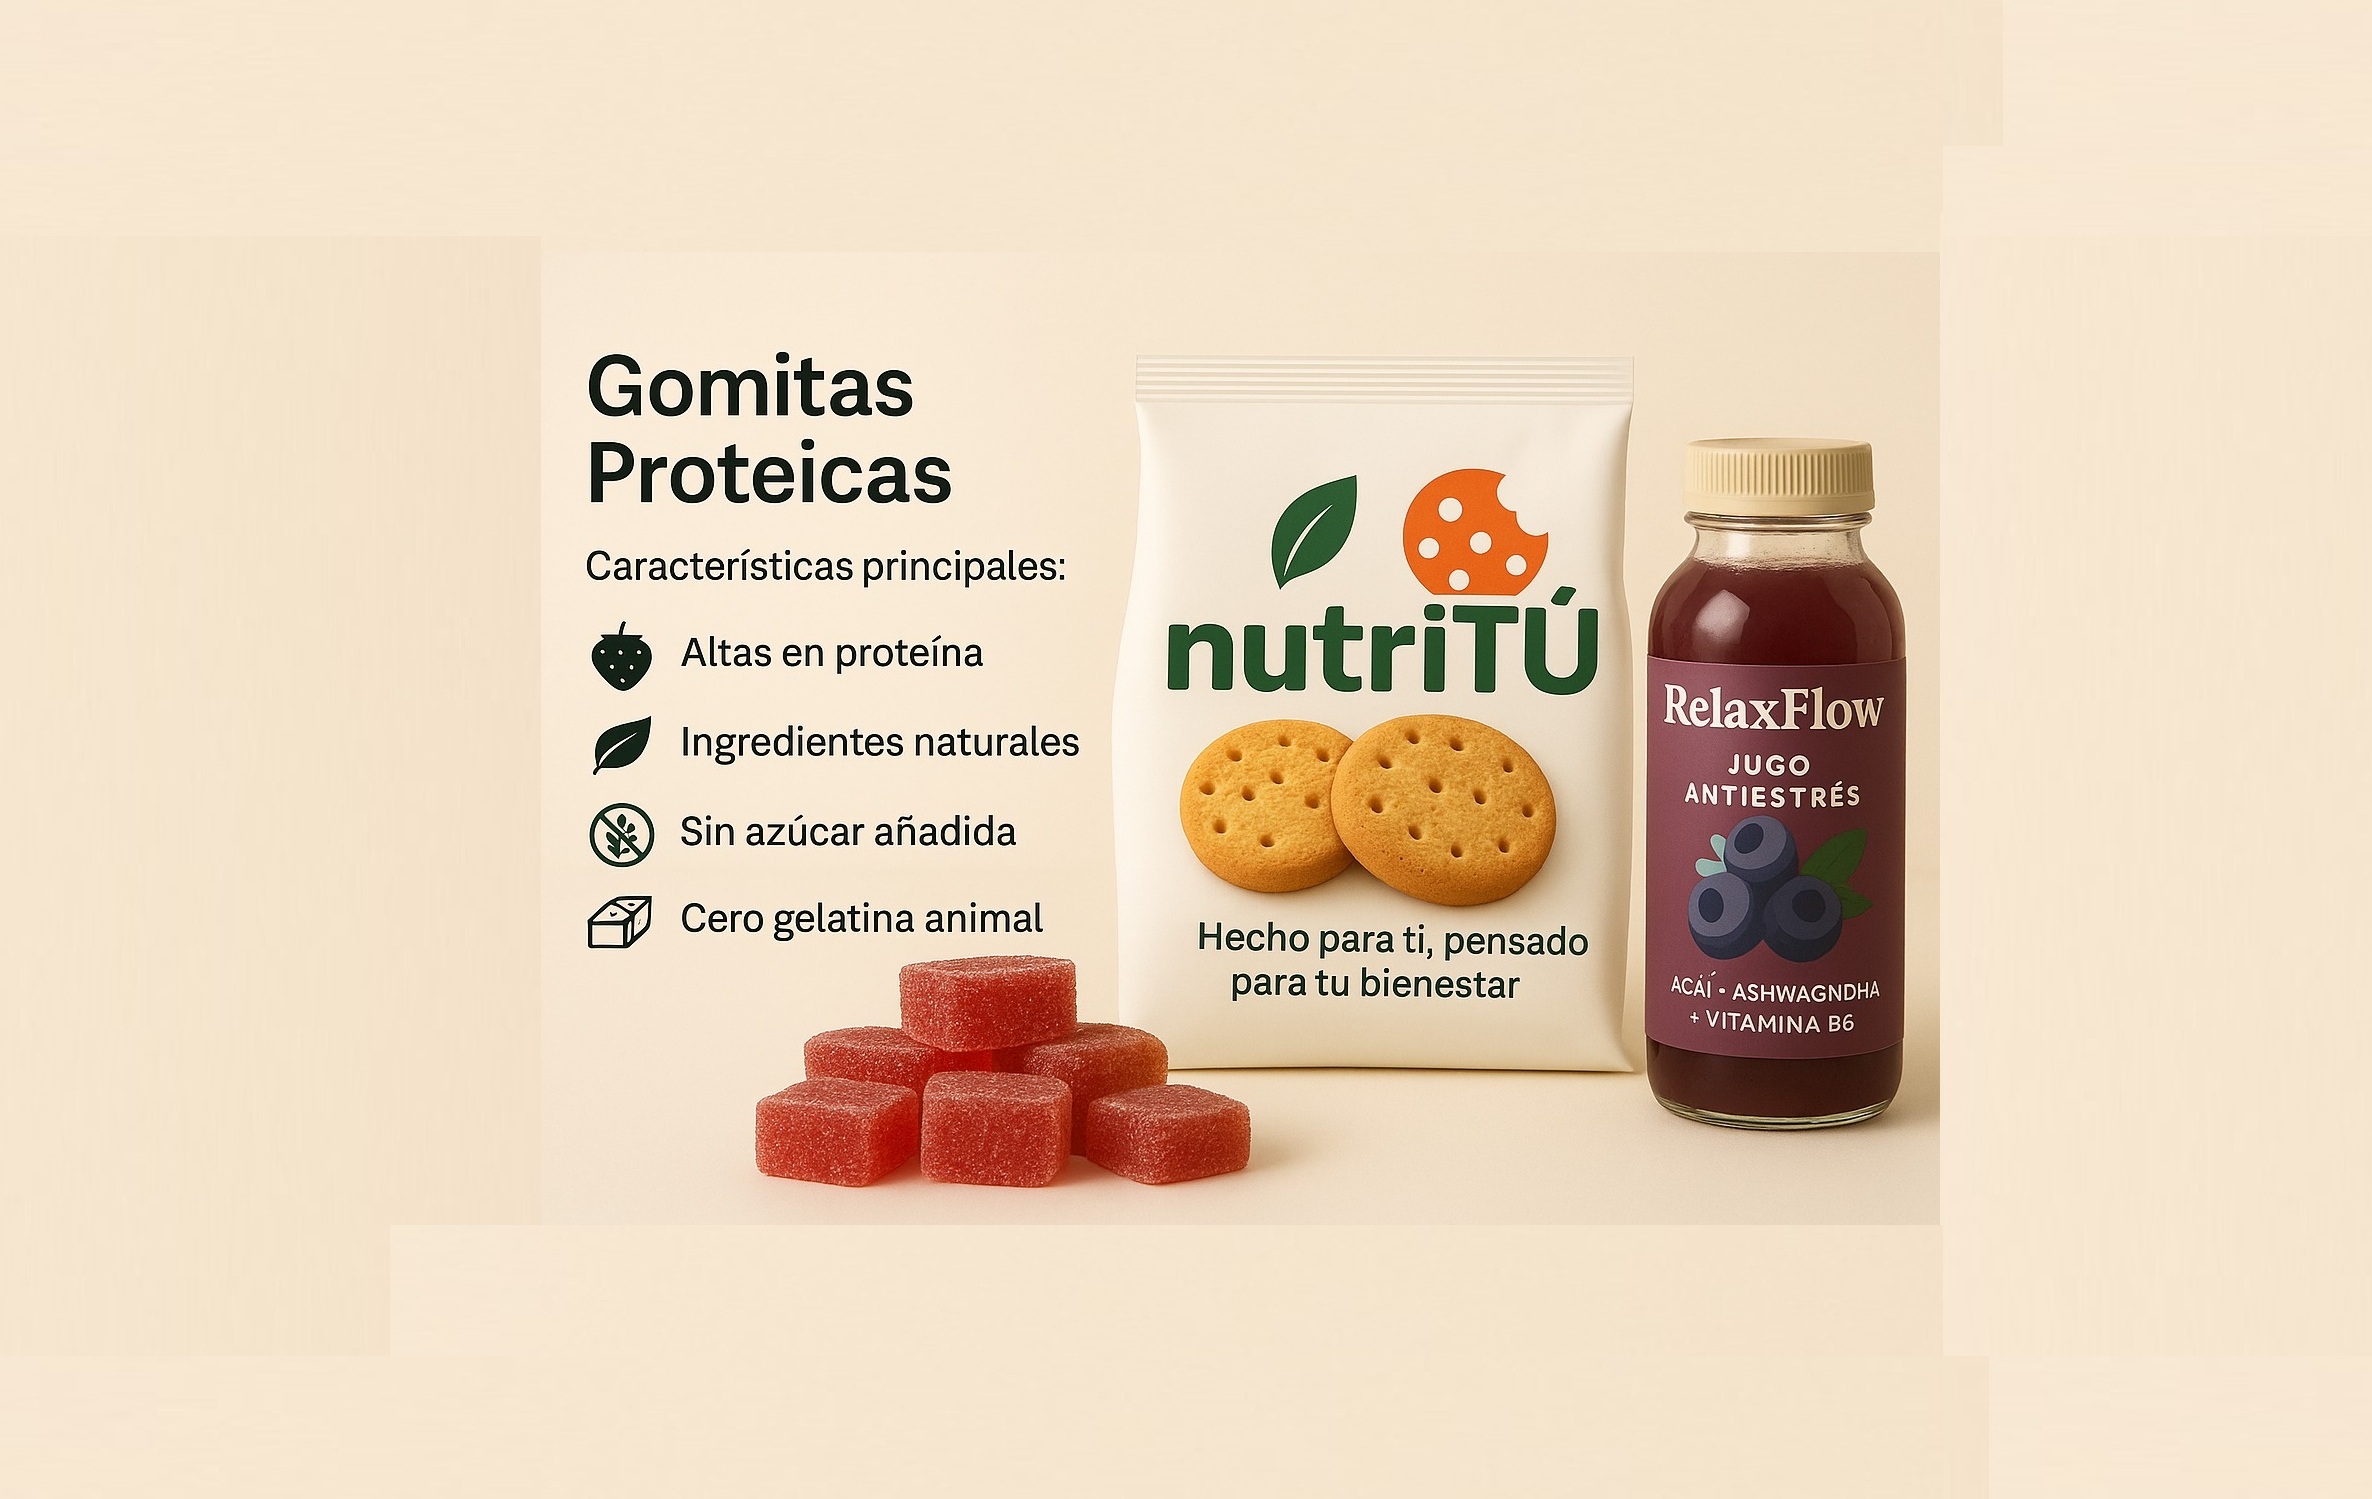 Gomitas
Proteicas
Características principales:
Altas en proteína
Ingredientes naturales
Sin azúcar añadida
Cero gelatina animal
nutriTÚ
Hecho para ti, pensado
para tu bienestar
RelaxFlow
JUGO
ANTIESTRÉS
ACÁÍ - ASHWAGNDHA
+ VITAMINA B6